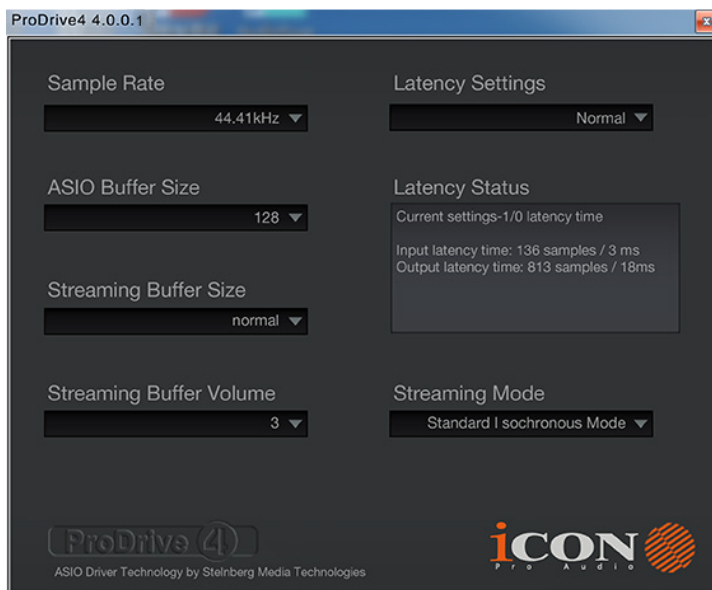 ProDrive4 4.0.0.1
x
Sample Rate
44.41kHz
ASIO Buffer Size
128
Streaming Buffer Size
normal
Streaming Buffer Volume
3
Latency Settings
Normal
Latency Status
Current settings-1/0 latency time
Input latency time: 136 samples / 3 ms
Output latency time: 813 samples / 18ms
Streaming Mode
Standard I sochronous Mode
ProDrive 4
ASIO Driver Technology by Steinberg Media Technologies
iCON
Pro Audio